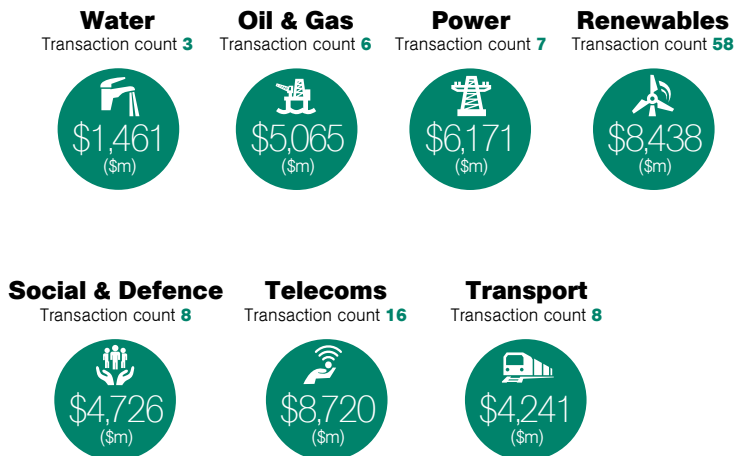 Water
Transaction count 3
$1,461
($m)
Oil & Gas
Transaction count 6
$5,065
($m)
Power
Transaction count 7
$6,171
($m)
Renewables
Transaction count 58
$8,438
($m)
Social & Defence
Transaction count 8
$4,726
($m)
Telecoms
Transaction count 16
$8,720
($m)
Transport
Transaction count 8
$4,241
($m)